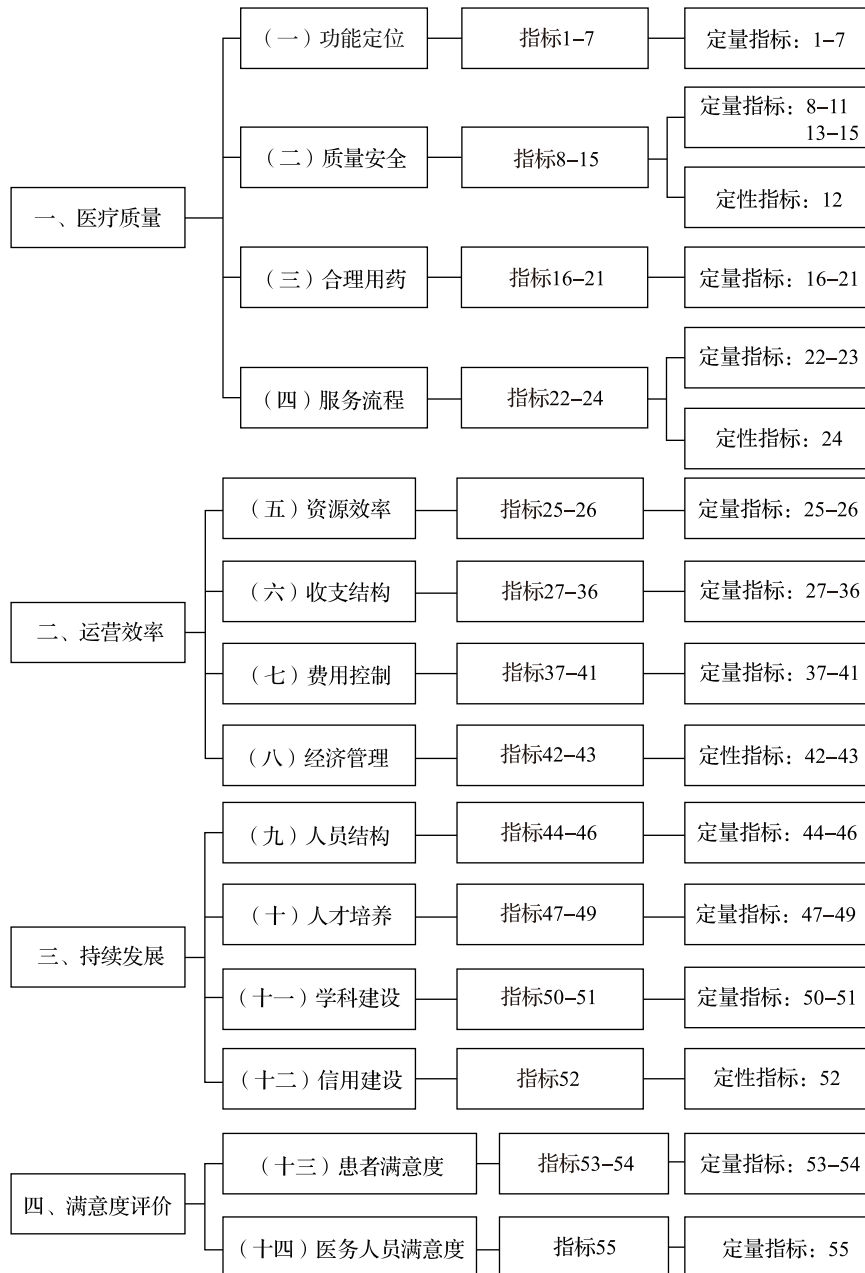 一、医疗质量
（一）功能定位
指标1–7
定量指标：1–7
（二）质量安全
指标8–15
定量指标：8–11
13–15
定性指标：12
（三）合理用药
指标16–21
定量指标：16–21
（四）服务流程
指标22–24
定量指标：22–23
定性指标：24
二、运营效率
（五）资源效率
指标25–26
定量指标：25–26
（六）收支结构
指标27–36
定量指标：27–36
（七）费用控制
指标37–41
定量指标：37–41
（八）经济管理
指标42–43
定性指标：42–43
三、持续发展
（九）人员结构
指标44–46
定量指标：44–46
（十）人才培养
指标47–49
定量指标：47–49
（十一）学科建设
指标50–51
定量指标：50–51
（十二）信用建设
指标52
定性指标：52
四、满意度评价
（十三）患者满意度
指标53–54
定量指标：53–54
（十四）医务人员满意度
指标55
定量指标：55